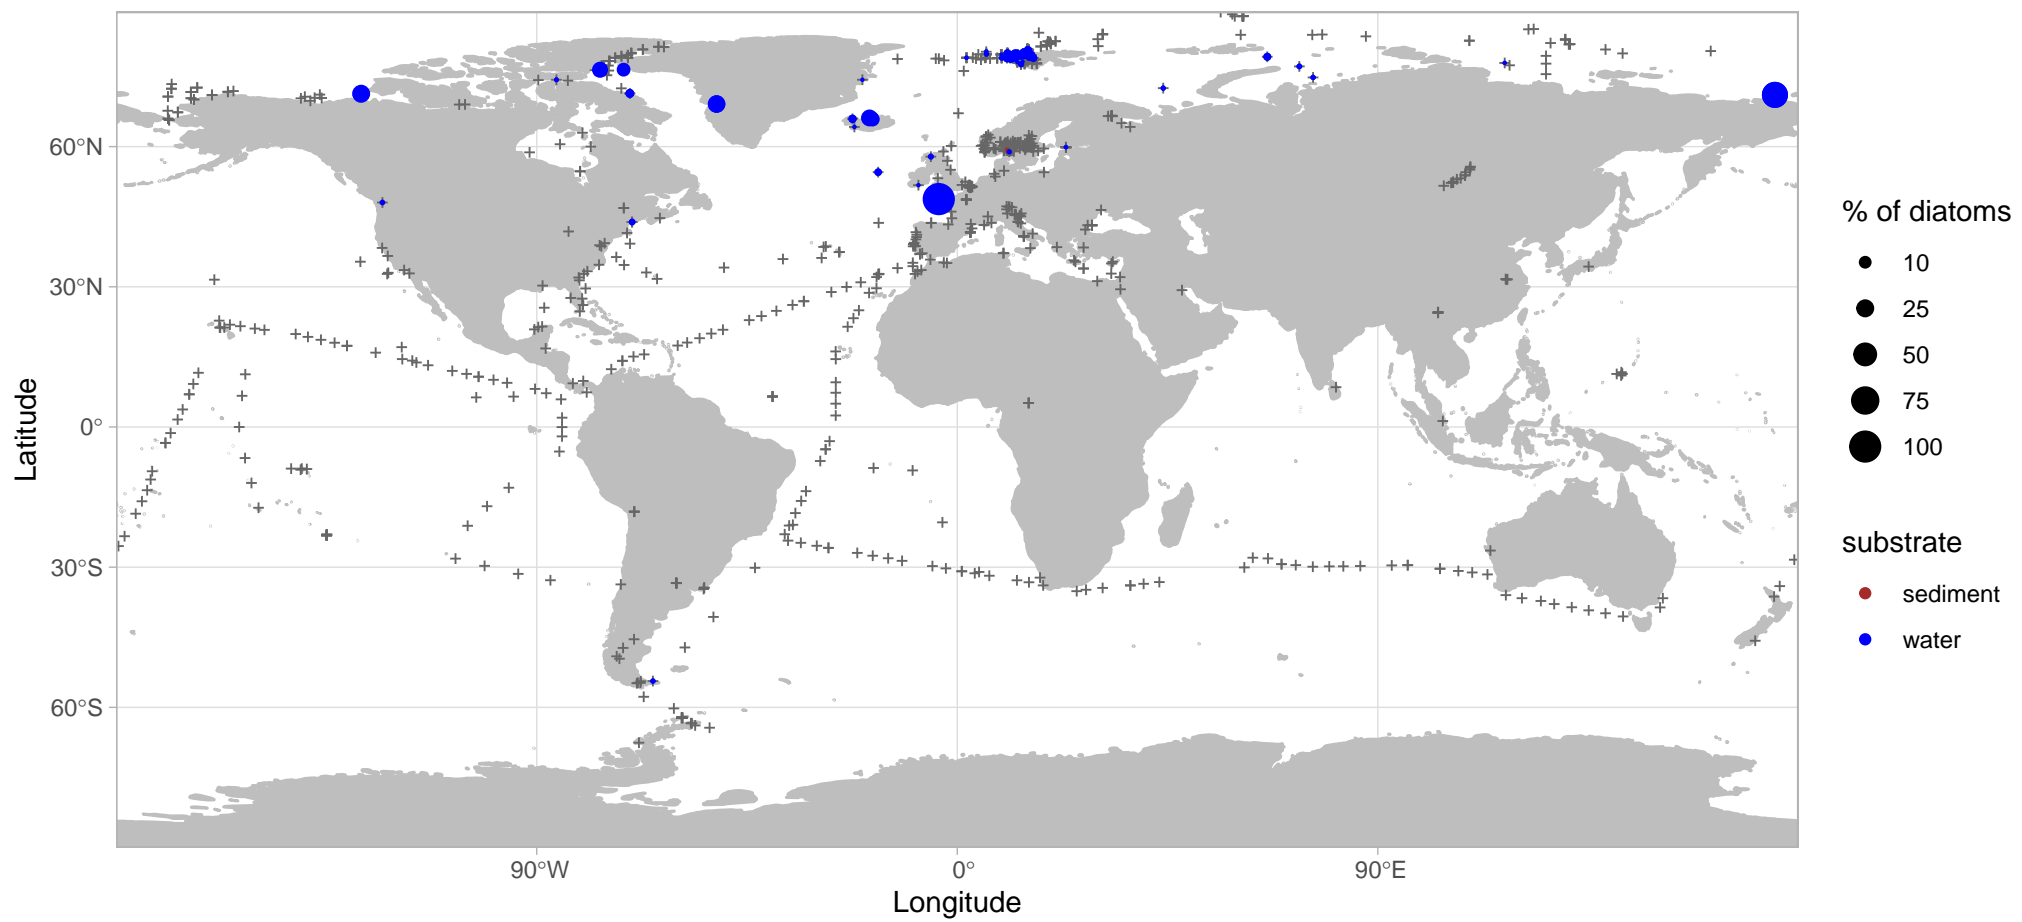 60°N
30°N
0°
30°S
60°S
Latitude
90°W
0°
90°E
Longitude
% of diatoms
10
25
50
75
100
substrate
sediment
water